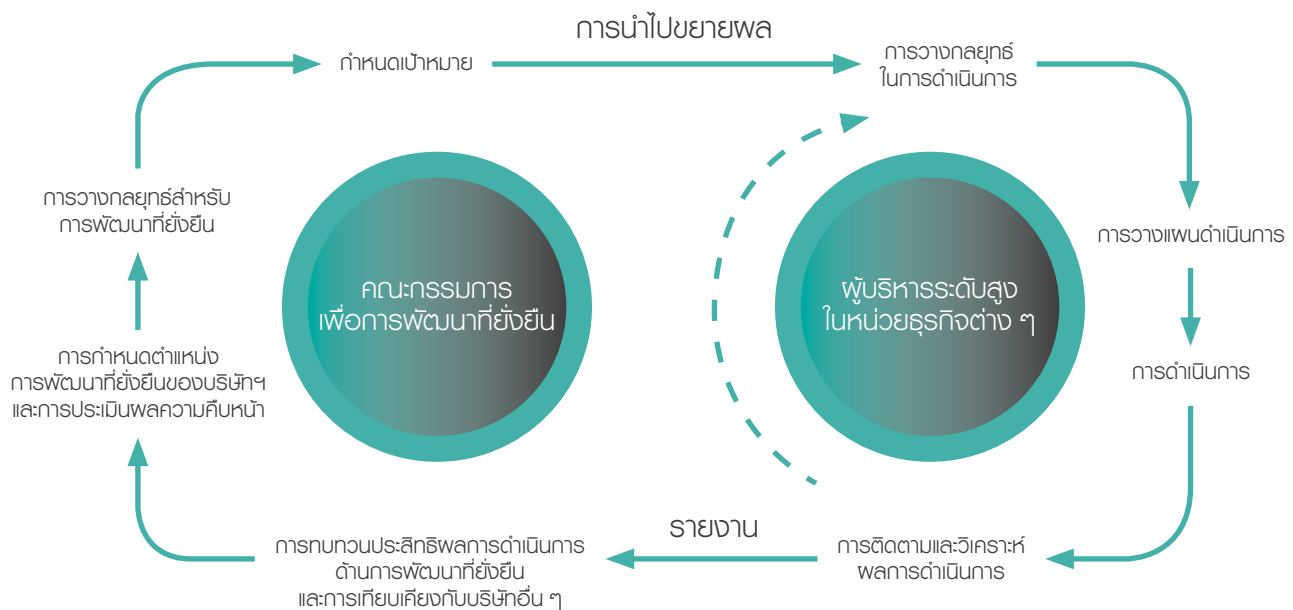 การนำไปขยายผล
กำหนดเป้าหมาย
การวางกลยุทธ์
ในการดำเนินการ
การวางกลยุทธ์สำหรับ
การพัฒนาที่ยั่งยืน
การวางแผนดำเนินการ
คณะกรรมการ
เพื่อการพัฒนาที่ยั่งยืน
ผู้บริหารระดับสูง
ในหน่วยธุรกิจต่าง ๆ
การกำหนดตำแหน่ง
การพัฒนาที่ยั่งยืนของบริษัทฯ
และการประเมินผลความคืบหน้า
การดำเนินการ
รายงาน
การทบทวนประสิทธิผลการดำเนินการ
ด้านการพัฒนาที่ยั่งยืน
และการเทียบเคียงกับบริษัทอื่น ๆ
การติดตามและวิเคราะห์
ผลการดำเนินการ